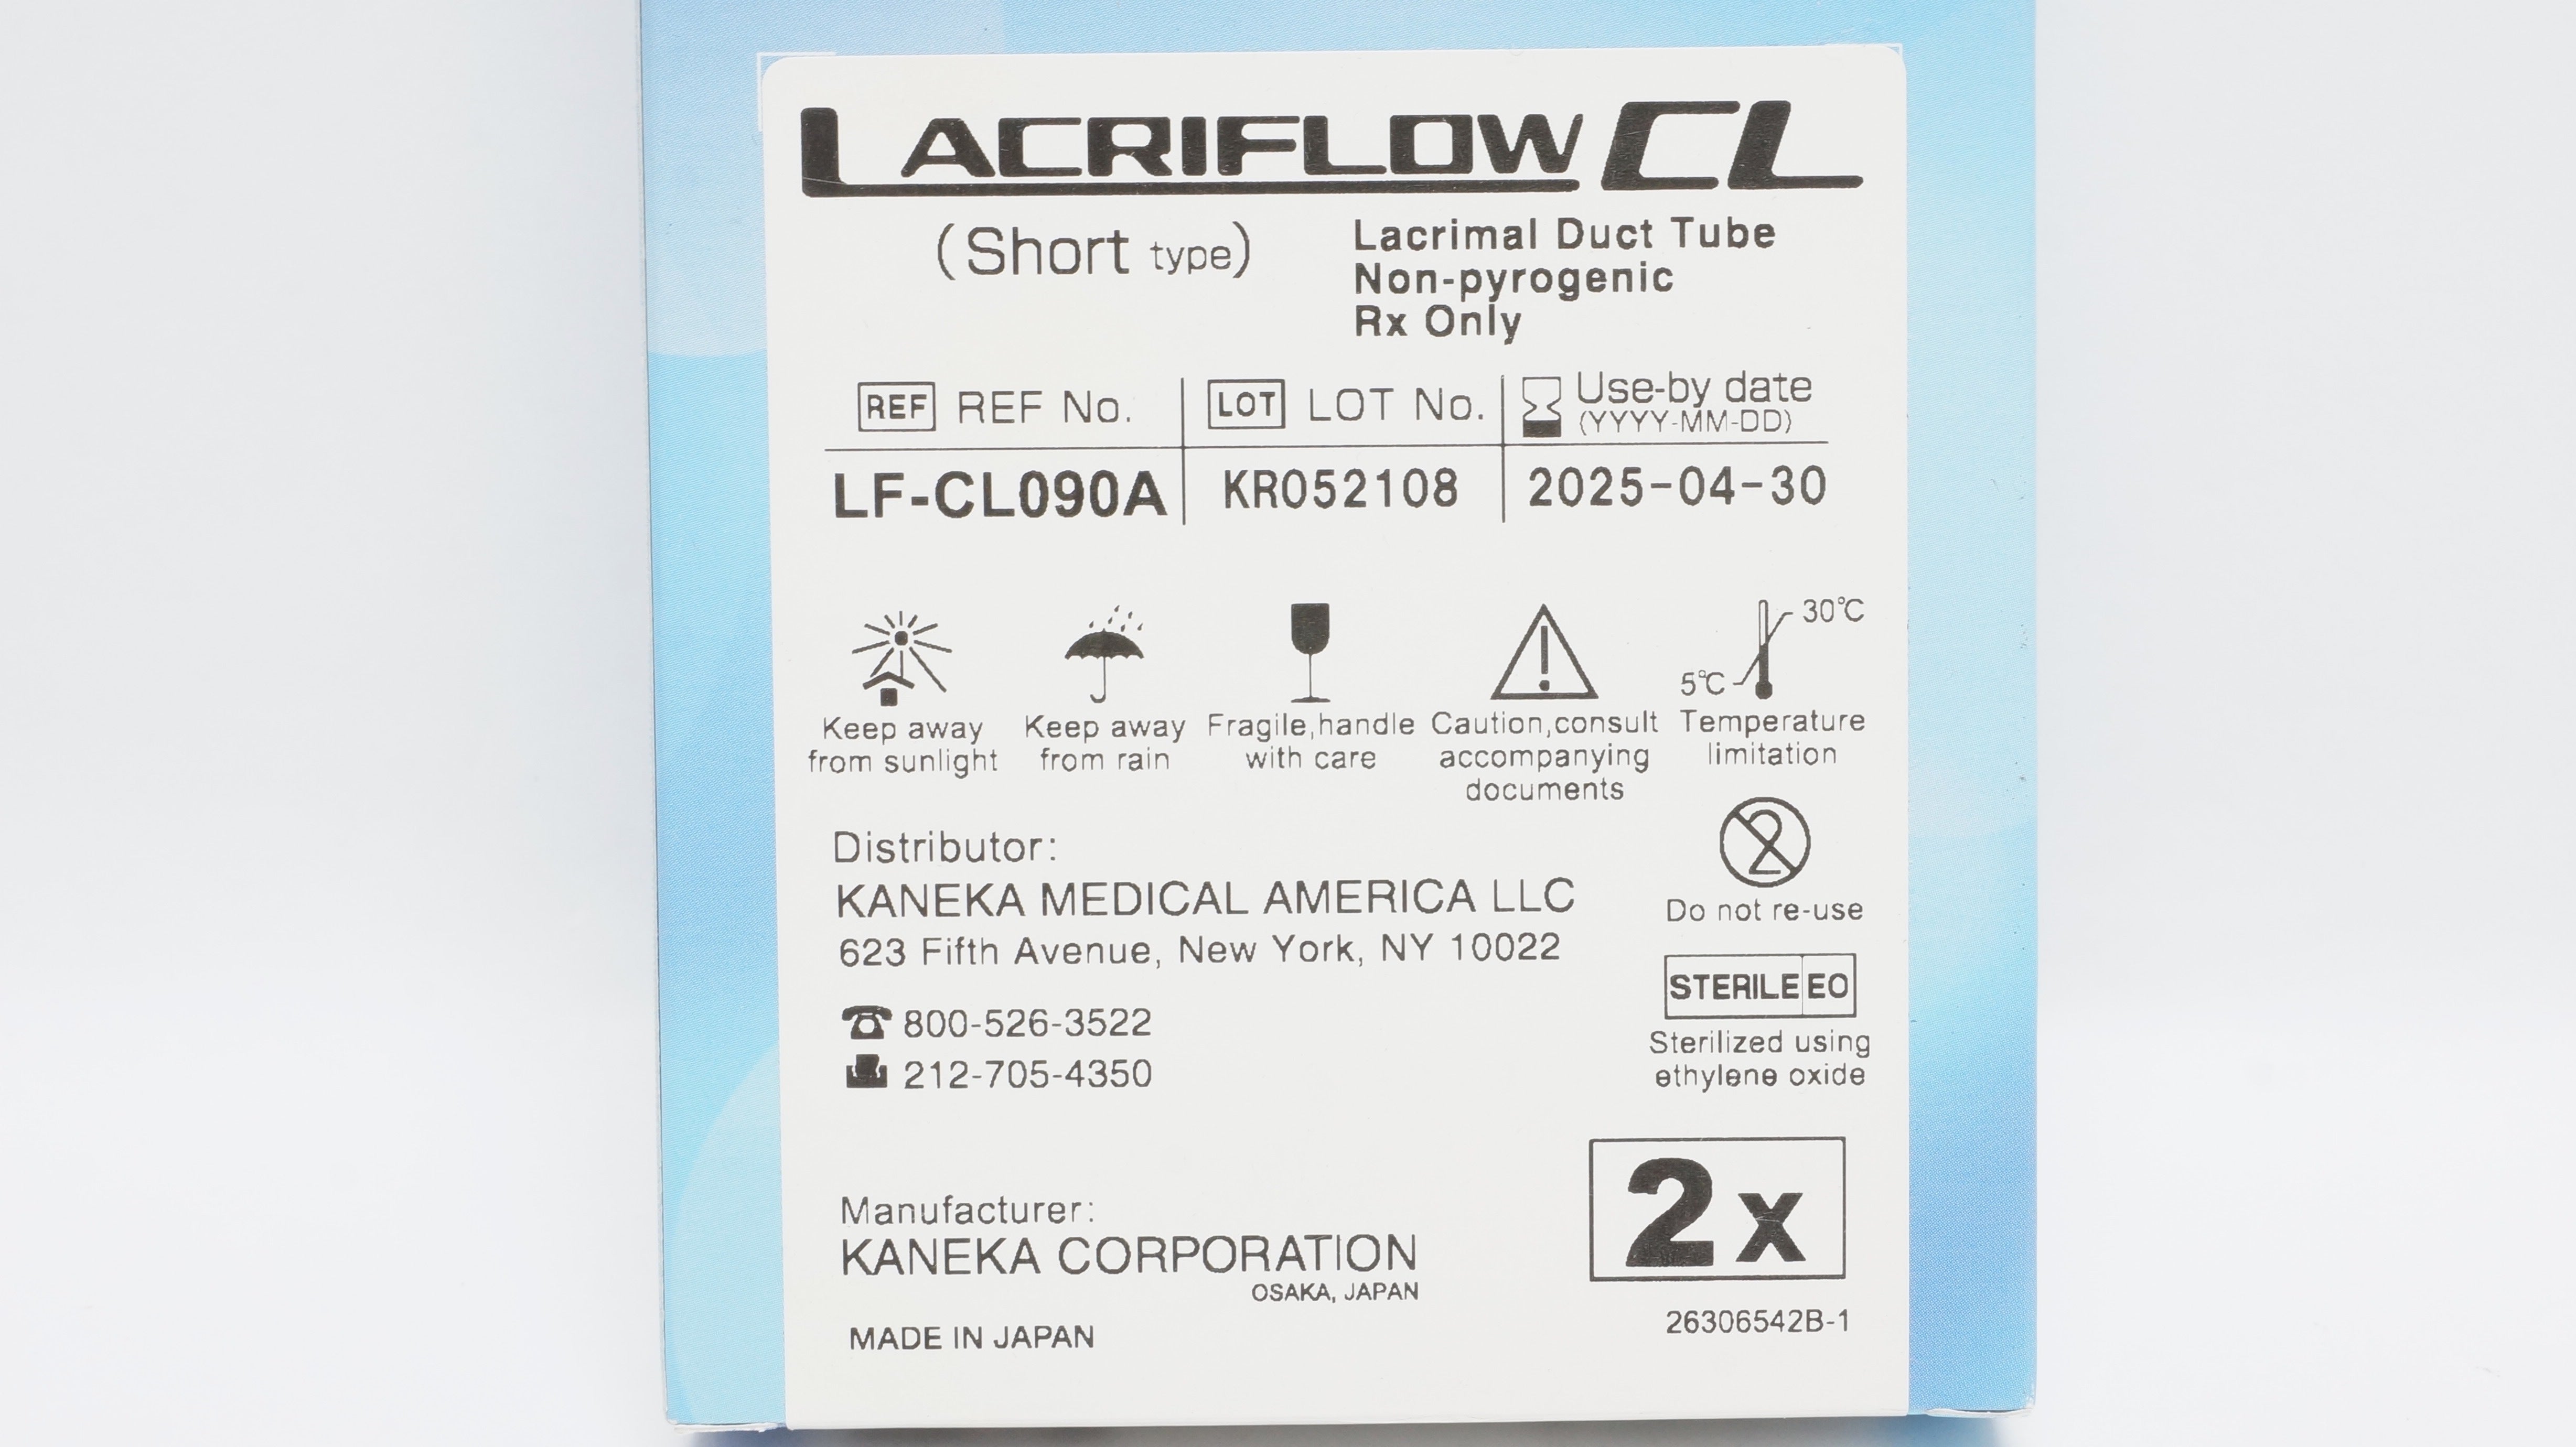 LACRIFLOW CL
(Short type)
Lacrimal Duct Tube
Non-pyrogenic
Rx Only
REF REF No.
LOT LOT No.
Use-by date
(YYYY-MM-DD)
LF-CL090A
KR052108
2025-04-30
30℃
5℃
Keep away
from sunlight
Keep away
from rain
Fragile,handle
with care
Caution,consult
accompanying
documents
Temperature
limitation
Distributor:
KANEKA MEDICAL AMERICA LLC
623 Fifth Avenue, New York, NY 10022
800-526-3522
212-705-4350
2
Do not re-use
STERILE EO
Sterilized using
ethylene oxide
Manufacturer:
KANEKA CORPORATION
OSAKA, JAPAN
MADE IN JAPAN
2x
26306542B-1